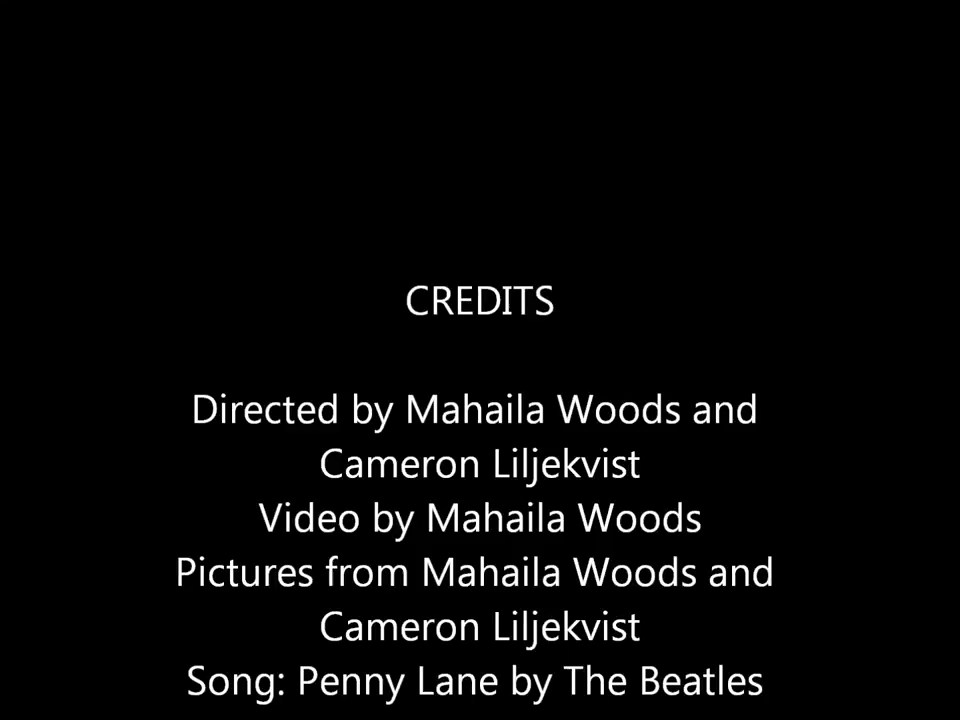 CREDITS
Directed by Mahaila Woods and
Cameron Liljekvist
Video by Mahaila Woods
Pictures from Mahaila Woods and
Cameron Liljekvist
Song: Penny Lane by The Beatles